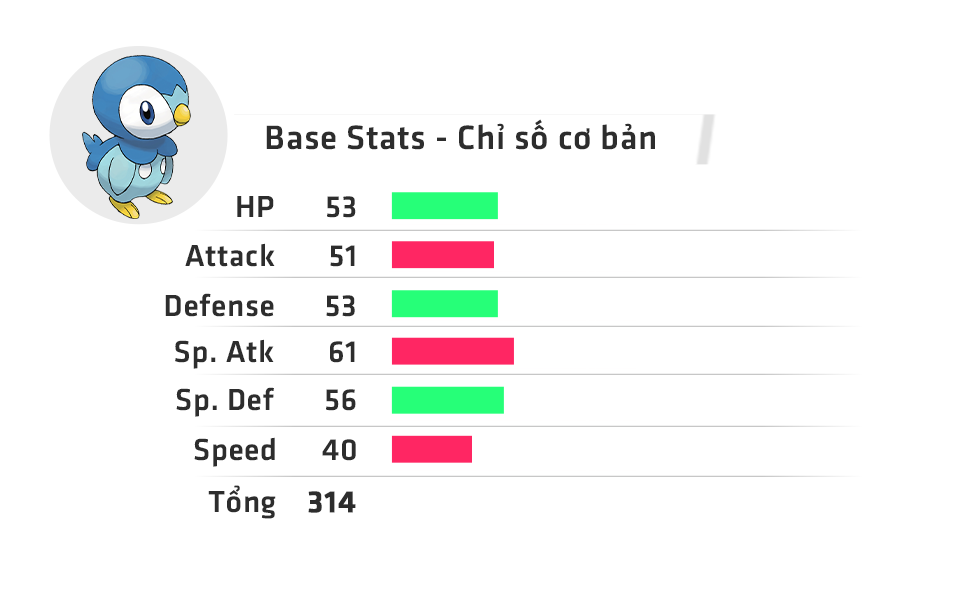 Base Stats - Chỉ số cơ bản
HP 53
Attack 51
Defense 53
Sp. Atk 61
Sp. Def 56
Speed 40
Tổng 314